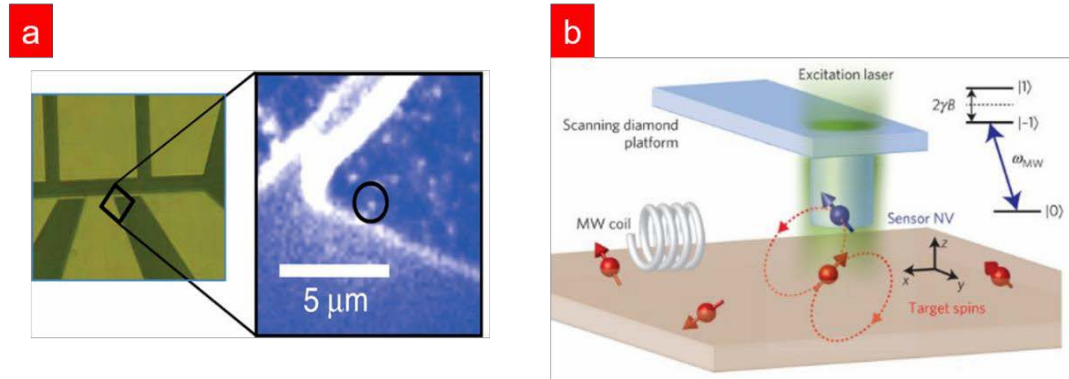 a
5 µm
b
Excitation laser
Scanning diamond
platform
2γB
|1⟩
|−1⟩
ω_MW
|0⟩
MW coil
Sensor NV
z
x
y
Target spins